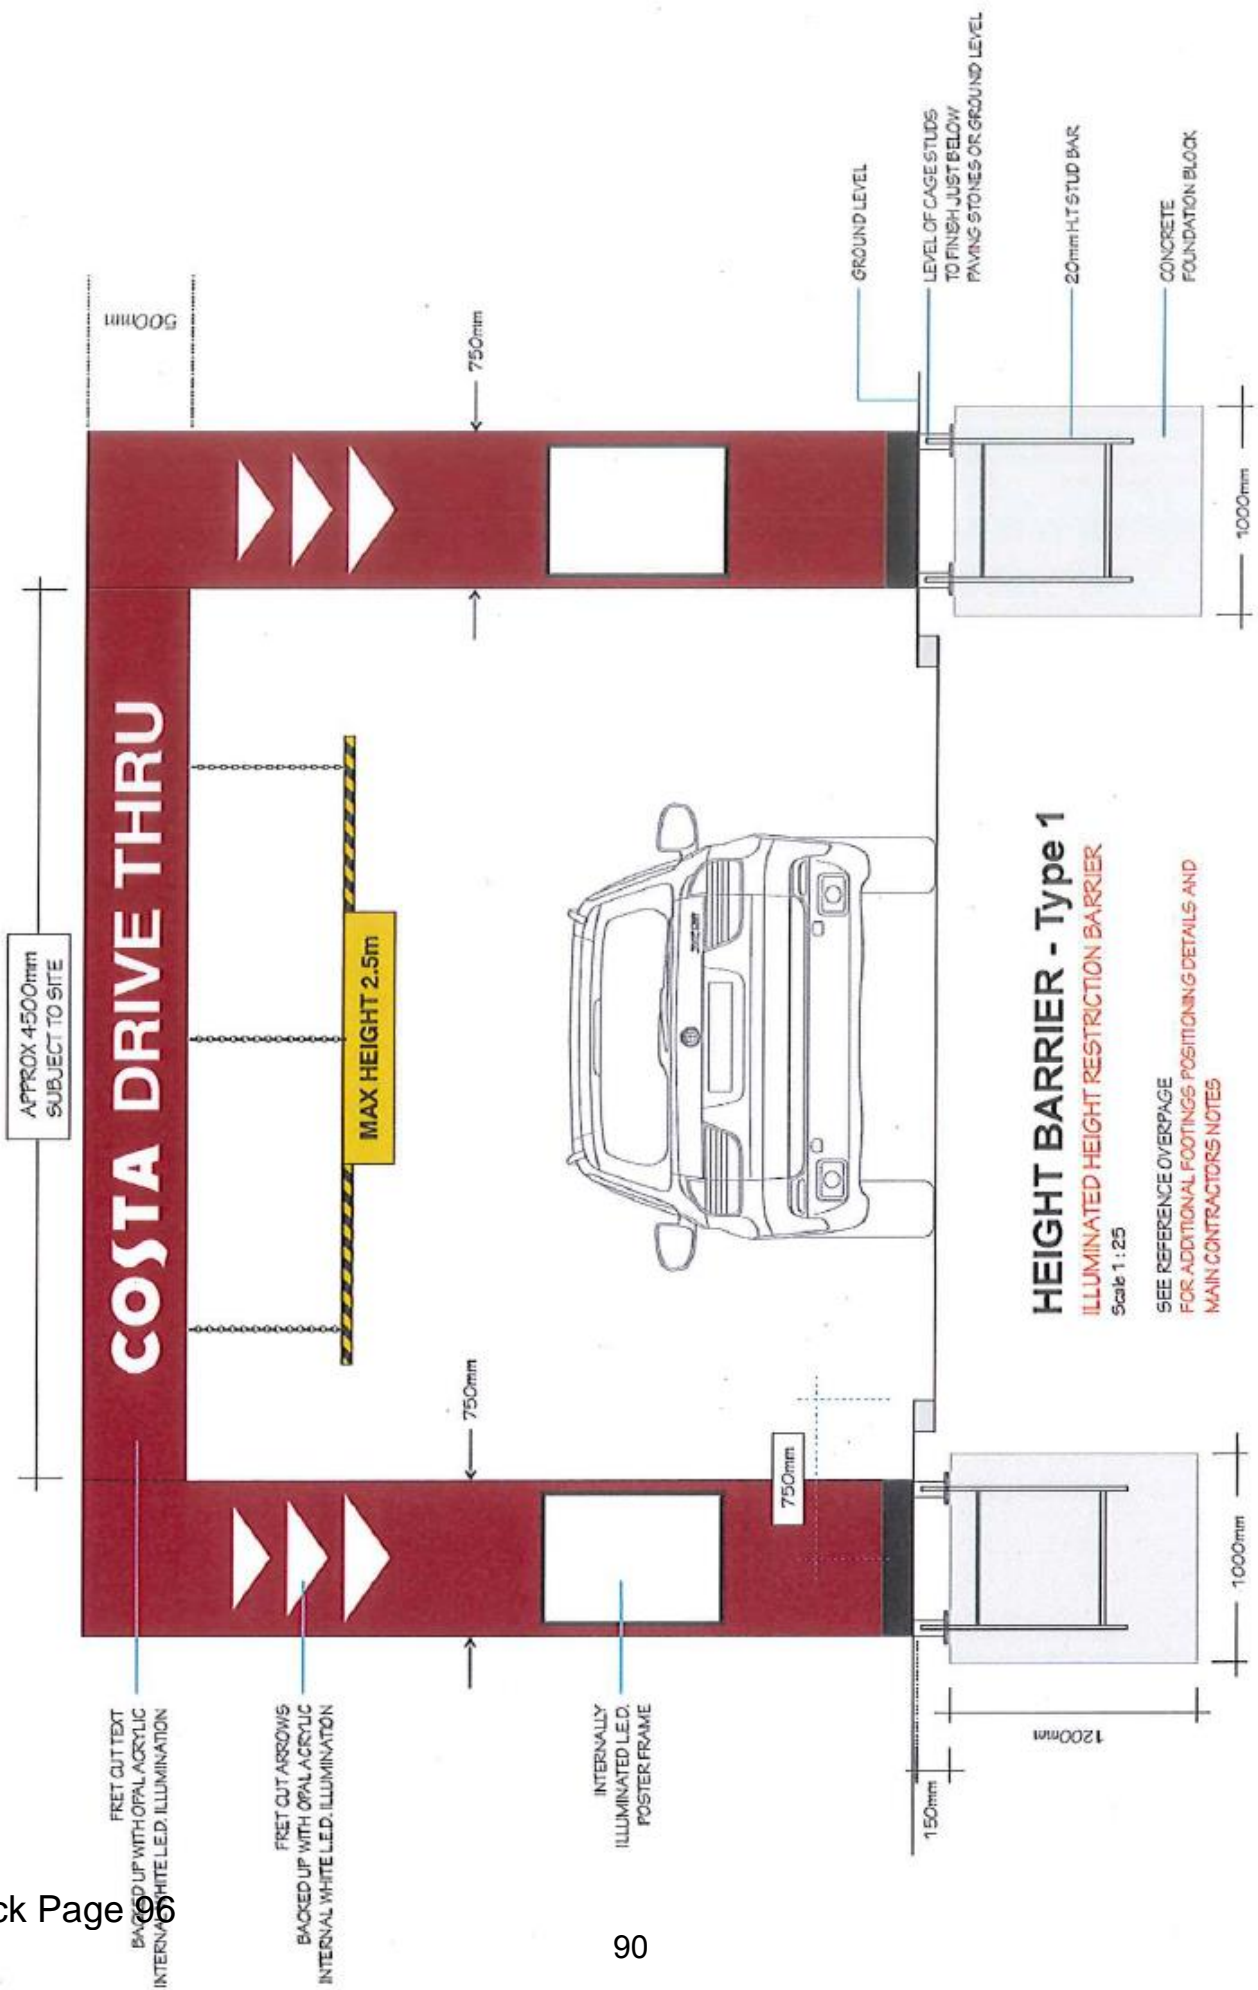 APPROX 4500mm
SUBJECT TO SITE
500mm
COSTA DRIVE THRU
MAX HEIGHT 2.5m
750mm
750mm
750mm
FRET CUT TEXT
BACKED UP WITH OPAL ACRYLIC
INTERNAL WHITE L.E.D. ILLUMINATION
FRET CUT ARROWS
BACKED UP WITH OPAL ACRYLIC
INTERNAL WHITE L.E.D. ILLUMINATION
INTERNALLY
ILLUMINATED L.E.D.
POSTER FRAME
GROUND LEVEL
LEVEL OF CAGE STUDS
TO FINISH JUST BELOW
PAVING STONES OR GROUND LEVEL
20mm H.T STUD BAR
CONCRETE
FOUNDATION BLOCK
150mm
1200mm
1000mm
1000mm
HEIGHT BARRIER - Type 1
ILLUMINATED HEIGHT RESTRICTION BARRIER
Scale 1 : 25
SEE REFERENCE OVERPAGE
FOR ADDITIONAL FOOTINGS POSITIONING DETAILS AND
MAIN CONTRACTORS NOTES
ck Page 96
90